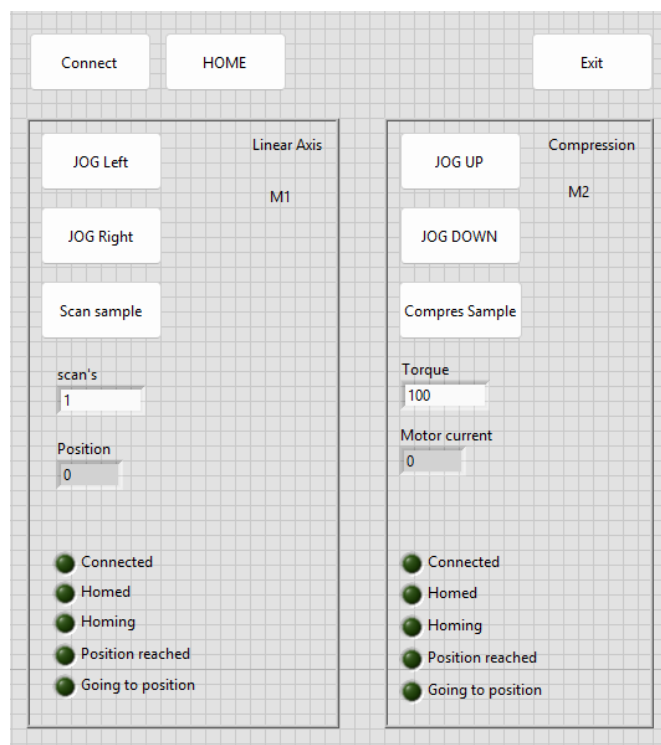 Connect
HOME
Exit
Linear Axis
M1
JOG Left
JOG Right
Scan sample
scan's
1
Position
0
Connected
Homed
Homing
Position reached
Going to position
Compression
M2
JOG UP
JOG DOWN
Compres Sample
Torque
100
Motor current
0
Connected
Homed
Homing
Position reached
Going to position